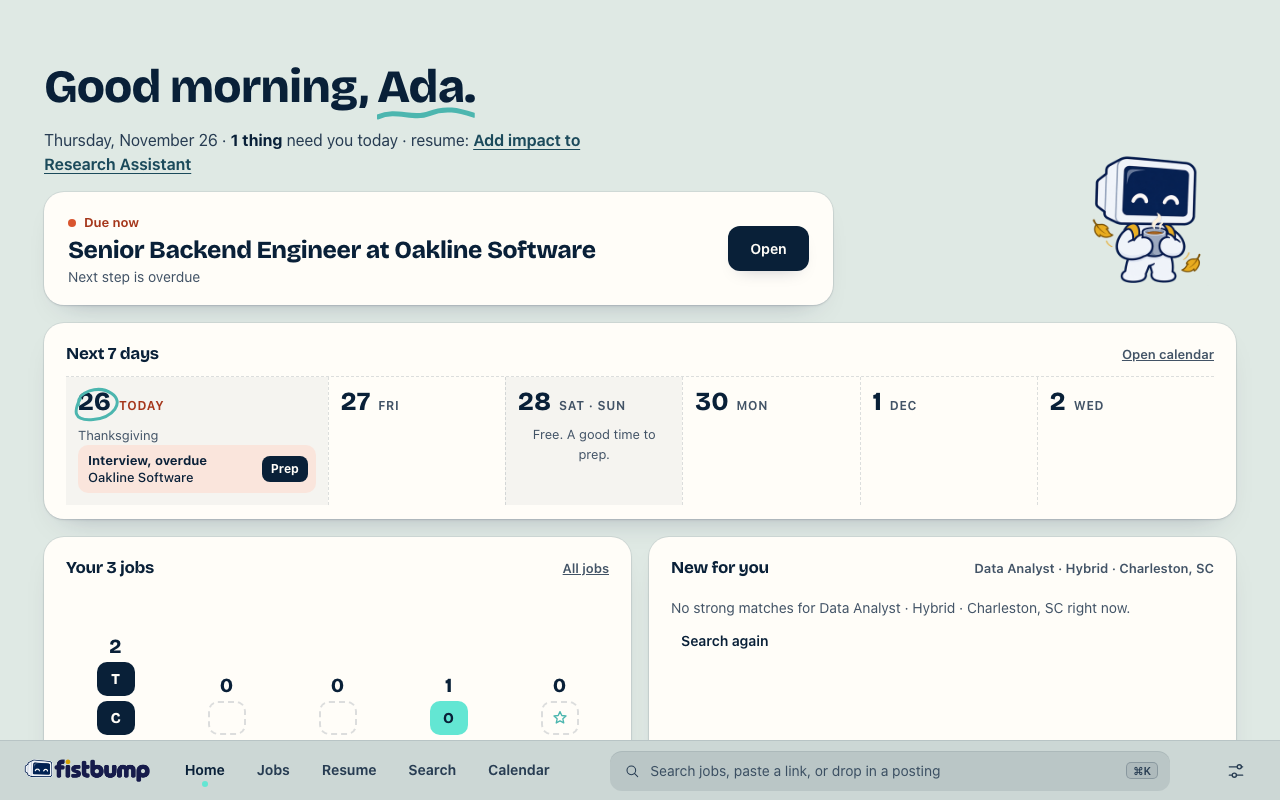 Good morning, Ada.
Thursday, November 26 · 1 thing need you today · resume: Add impact to
Research Assistant
Due now
Senior Backend Engineer at Oakline Software
Next step is overdue
Open
Next 7 days
Open calendar
26 TODAY
Thanksgiving
Interview, overdue
Oakline Software
Prep
27 FRI
28 SAT · SUN
Free. A good time to
prep.
30 MON
1 DEC
2 WED
Your 3 jobs
All jobs
2
T
C
0
0
1
O
0
New for you
Data Analyst · Hybrid · Charleston, SC
No strong matches for Data Analyst · Hybrid · Charleston, SC right now.
Search again
fistbump
Home
Jobs
Resume
Search
Calendar
Search jobs, paste a link, or drop in a posting
⌘K